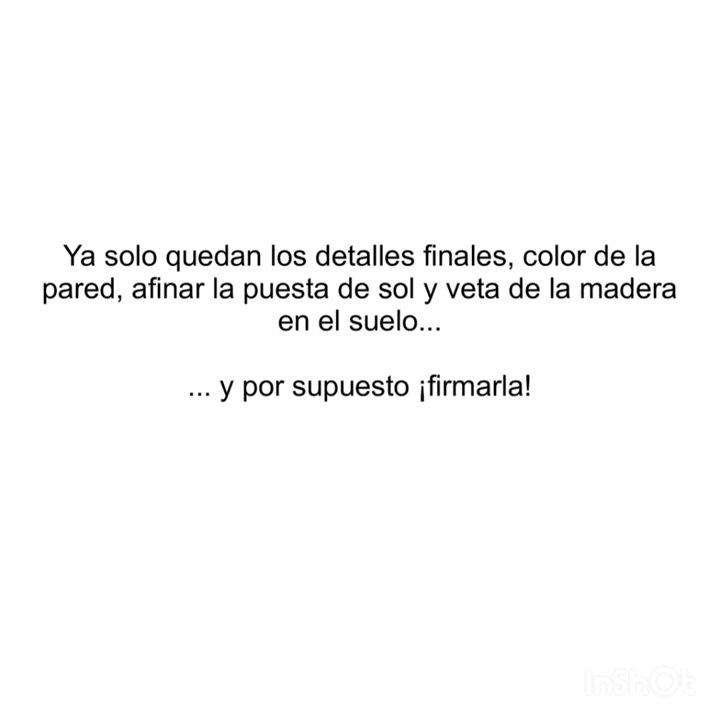 Ya solo quedan los detalles finales, color de la
pared, afinar la puesta de sol y veta de la madera
en el suelo...
... y por supuesto ¡firmarla!
InShOt